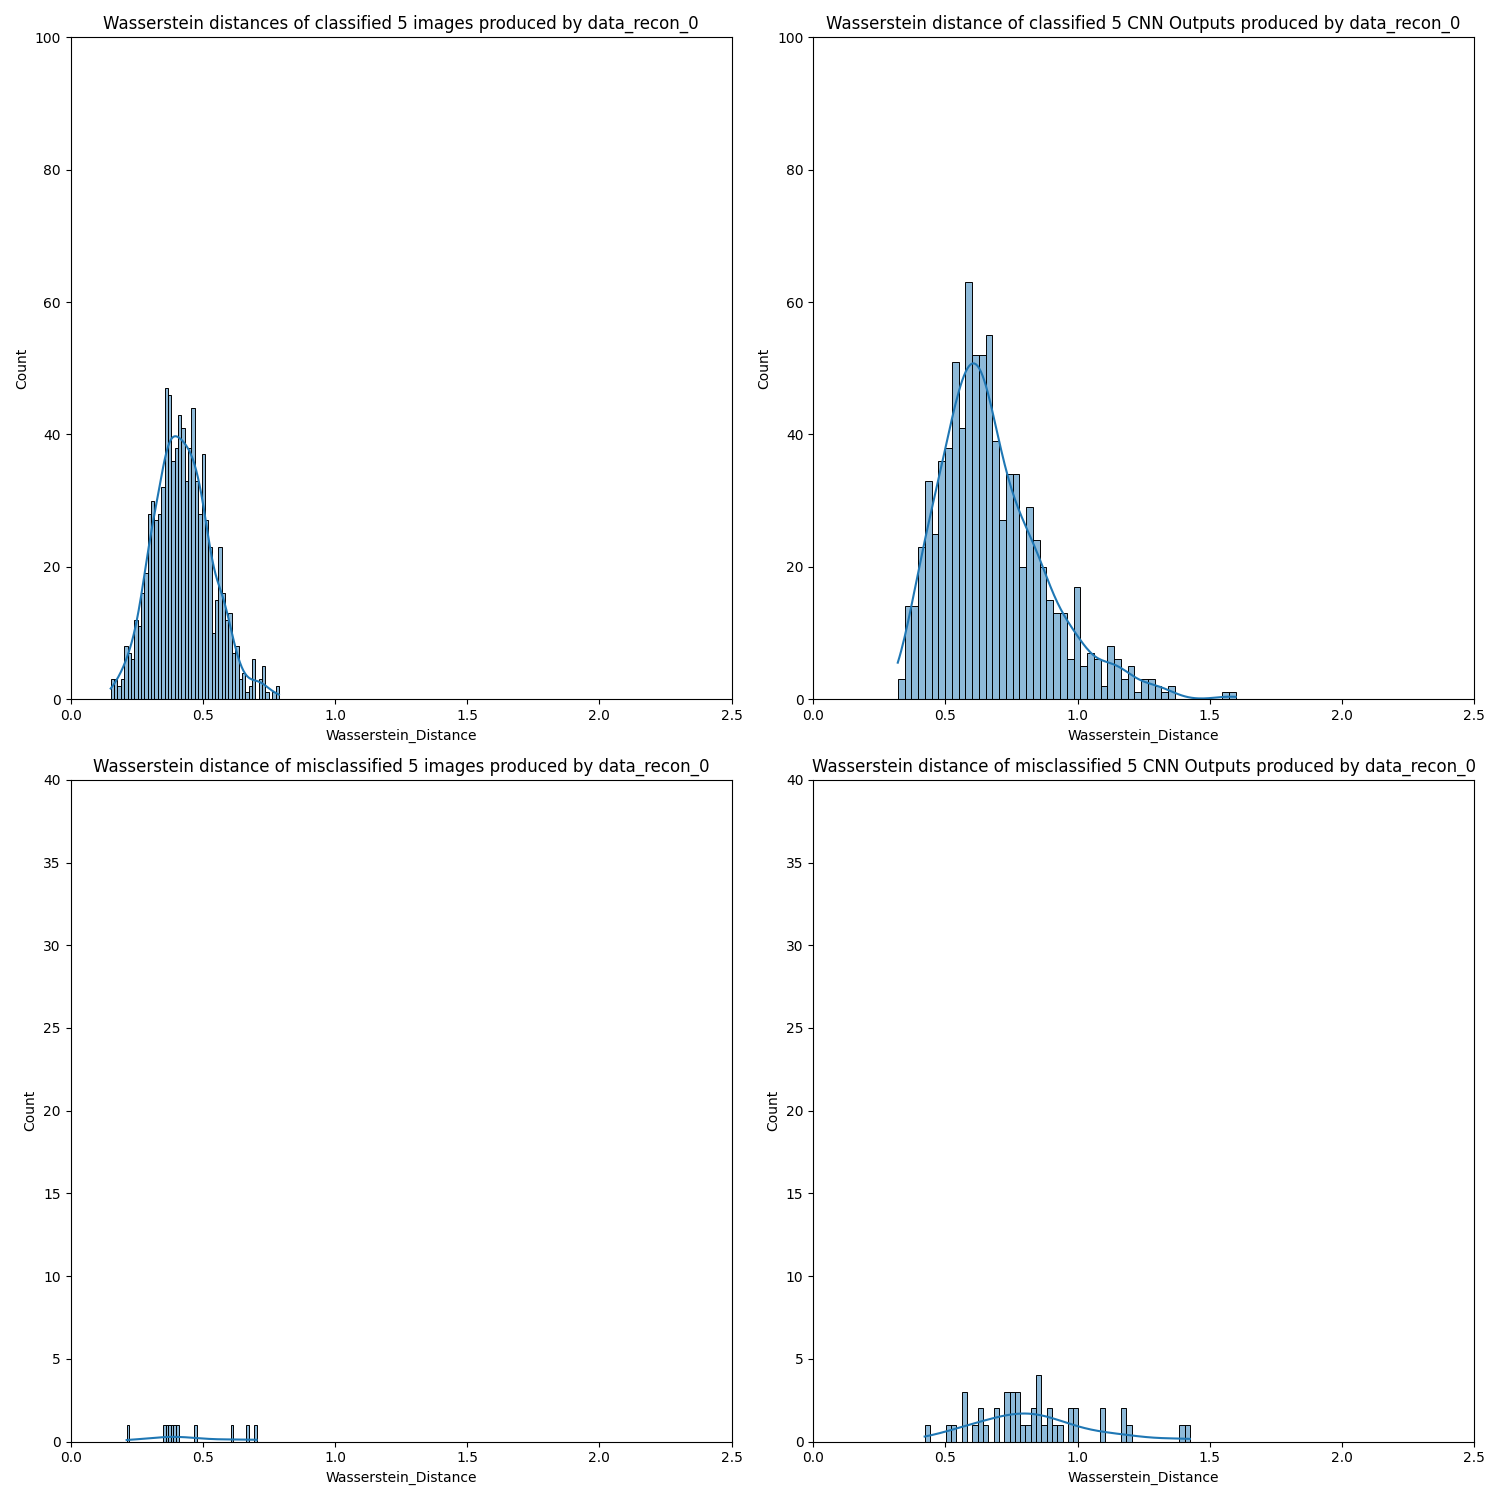 Wasserstein distances of classified 5 images produced by data_recon_0
100
80
60
40
20
0
Count
0.0 0.5 1.0 1.5 2.0 2.5
Wasserstein_Distance
Wasserstein distance of classified 5 CNN Outputs produced by data_recon_0
100
80
60
40
20
0
Count
0.0 0.5 1.0 1.5 2.0 2.5
Wasserstein_Distance
Wasserstein distance of misclassified 5 images produced by data_recon_0
40
35
30
25
20
15
10
5
0
Count
0.0 0.5 1.0 1.5 2.0 2.5
Wasserstein_Distance
Wasserstein distance of misclassified 5 CNN Outputs produced by data_recon_0
40
35
30
25
20
15
10
5
0
Count
0.0 0.5 1.0 1.5 2.0 2.5
Wasserstein_Distance